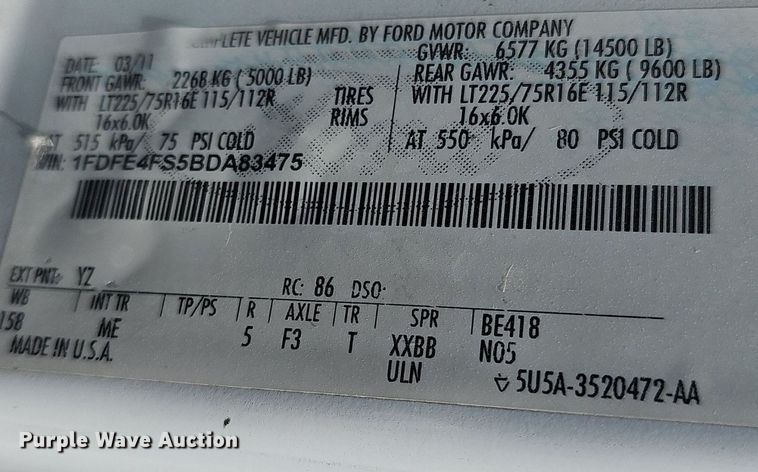 VEHICLE MFD. BY FORD MOTOR COMPANY
DATE: 03/11
GVWR: 6577 KG (14500 LB)
FRONT GAWR: 2268 KG ( 5000 LB)
REAR GAWR: 4355 KG ( 9600 LB)
WITH LT225/75R16E 115/112R TIRES WITH LT225/75R16E 115/112R
16x6.0K RIMS 16x6.0K
AT 515 kPa/ 75 PSI COLD AT 550 kPa/ 80 PSI COLD
VIN: 1FDFE4FS5BDA83475
EXT PNT: YZ RC: 86 DSO:
WB INT TR TP/PS R AXLE TR SPR BE418
158 ME 5 F3 T XXBB N05
MADE IN U.S.A. ULN 5U5A-3520472-AA
Purple Wave Auction